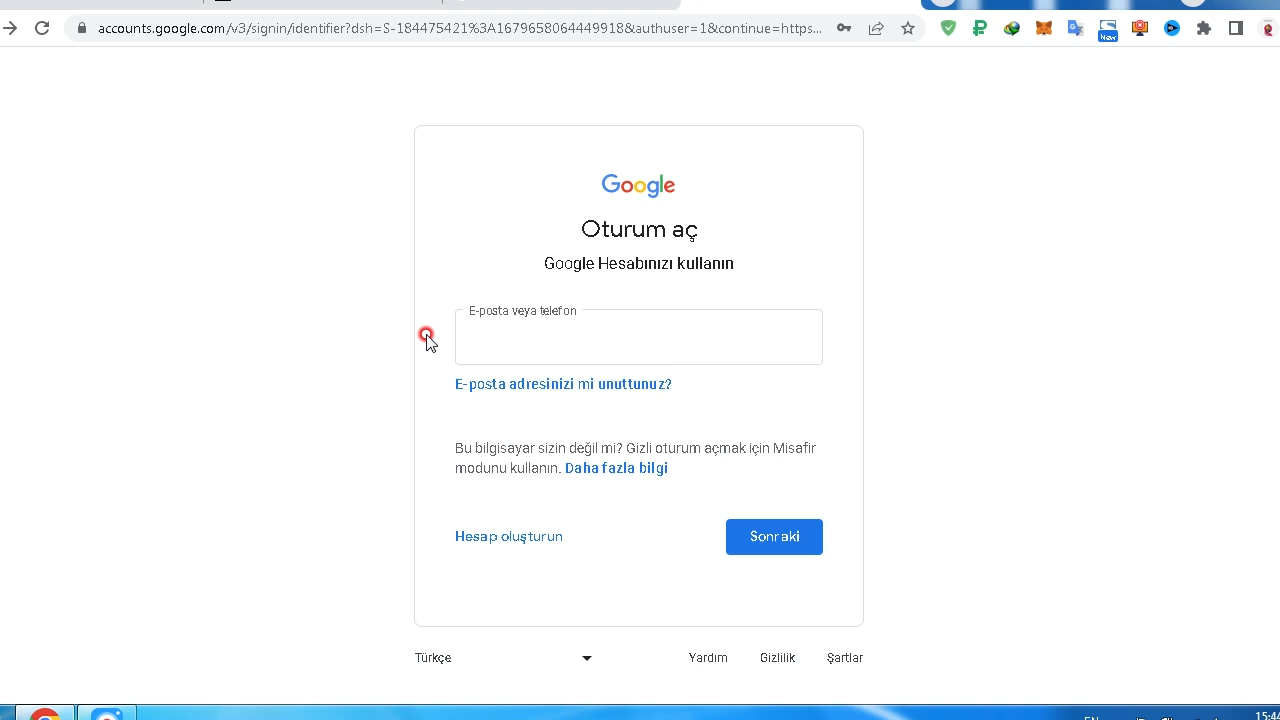 accounts.google.com/v3/signin/identifier?dsh=S-1847542195%3A1679658064449918&authuser=1&continue=https...
New
Google
Oturum aç
Google Hesabınızı kullanın
E-posta veya telefon
E-posta adresinizi mi unuttunuz?
Bu bilgisayar sizin değil mi? Gizli oturum açmak için Misafir
modunu kullanın. Daha fazla bilgi
Hesap oluşturun
Sonraki
Türkçe
Yardım
Gizlilik
Şartlar